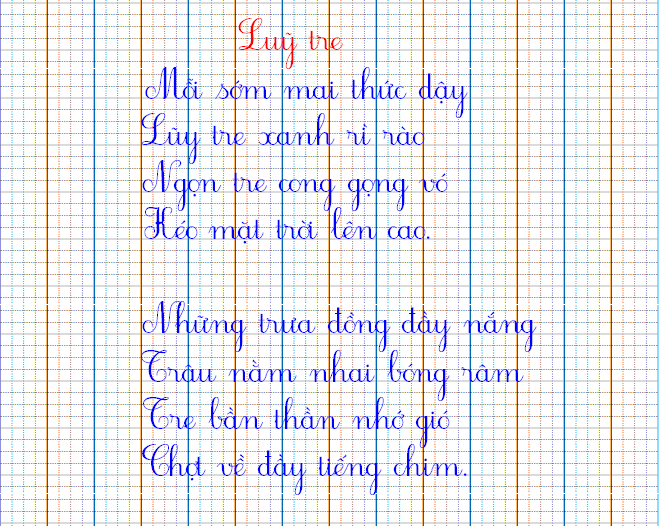 Luỹ tre
Mỗi sớm mai thức dậy
Lũy tre xanh rì rào
Ngọn tre cong gọng vó
Kéo mặt trời lên cao.
Những trưa đồng đầy nắng
Trâu nằm nhai bóng râm
Tre bần thần nhớ gió
Chợt về đầy tiếng chim.